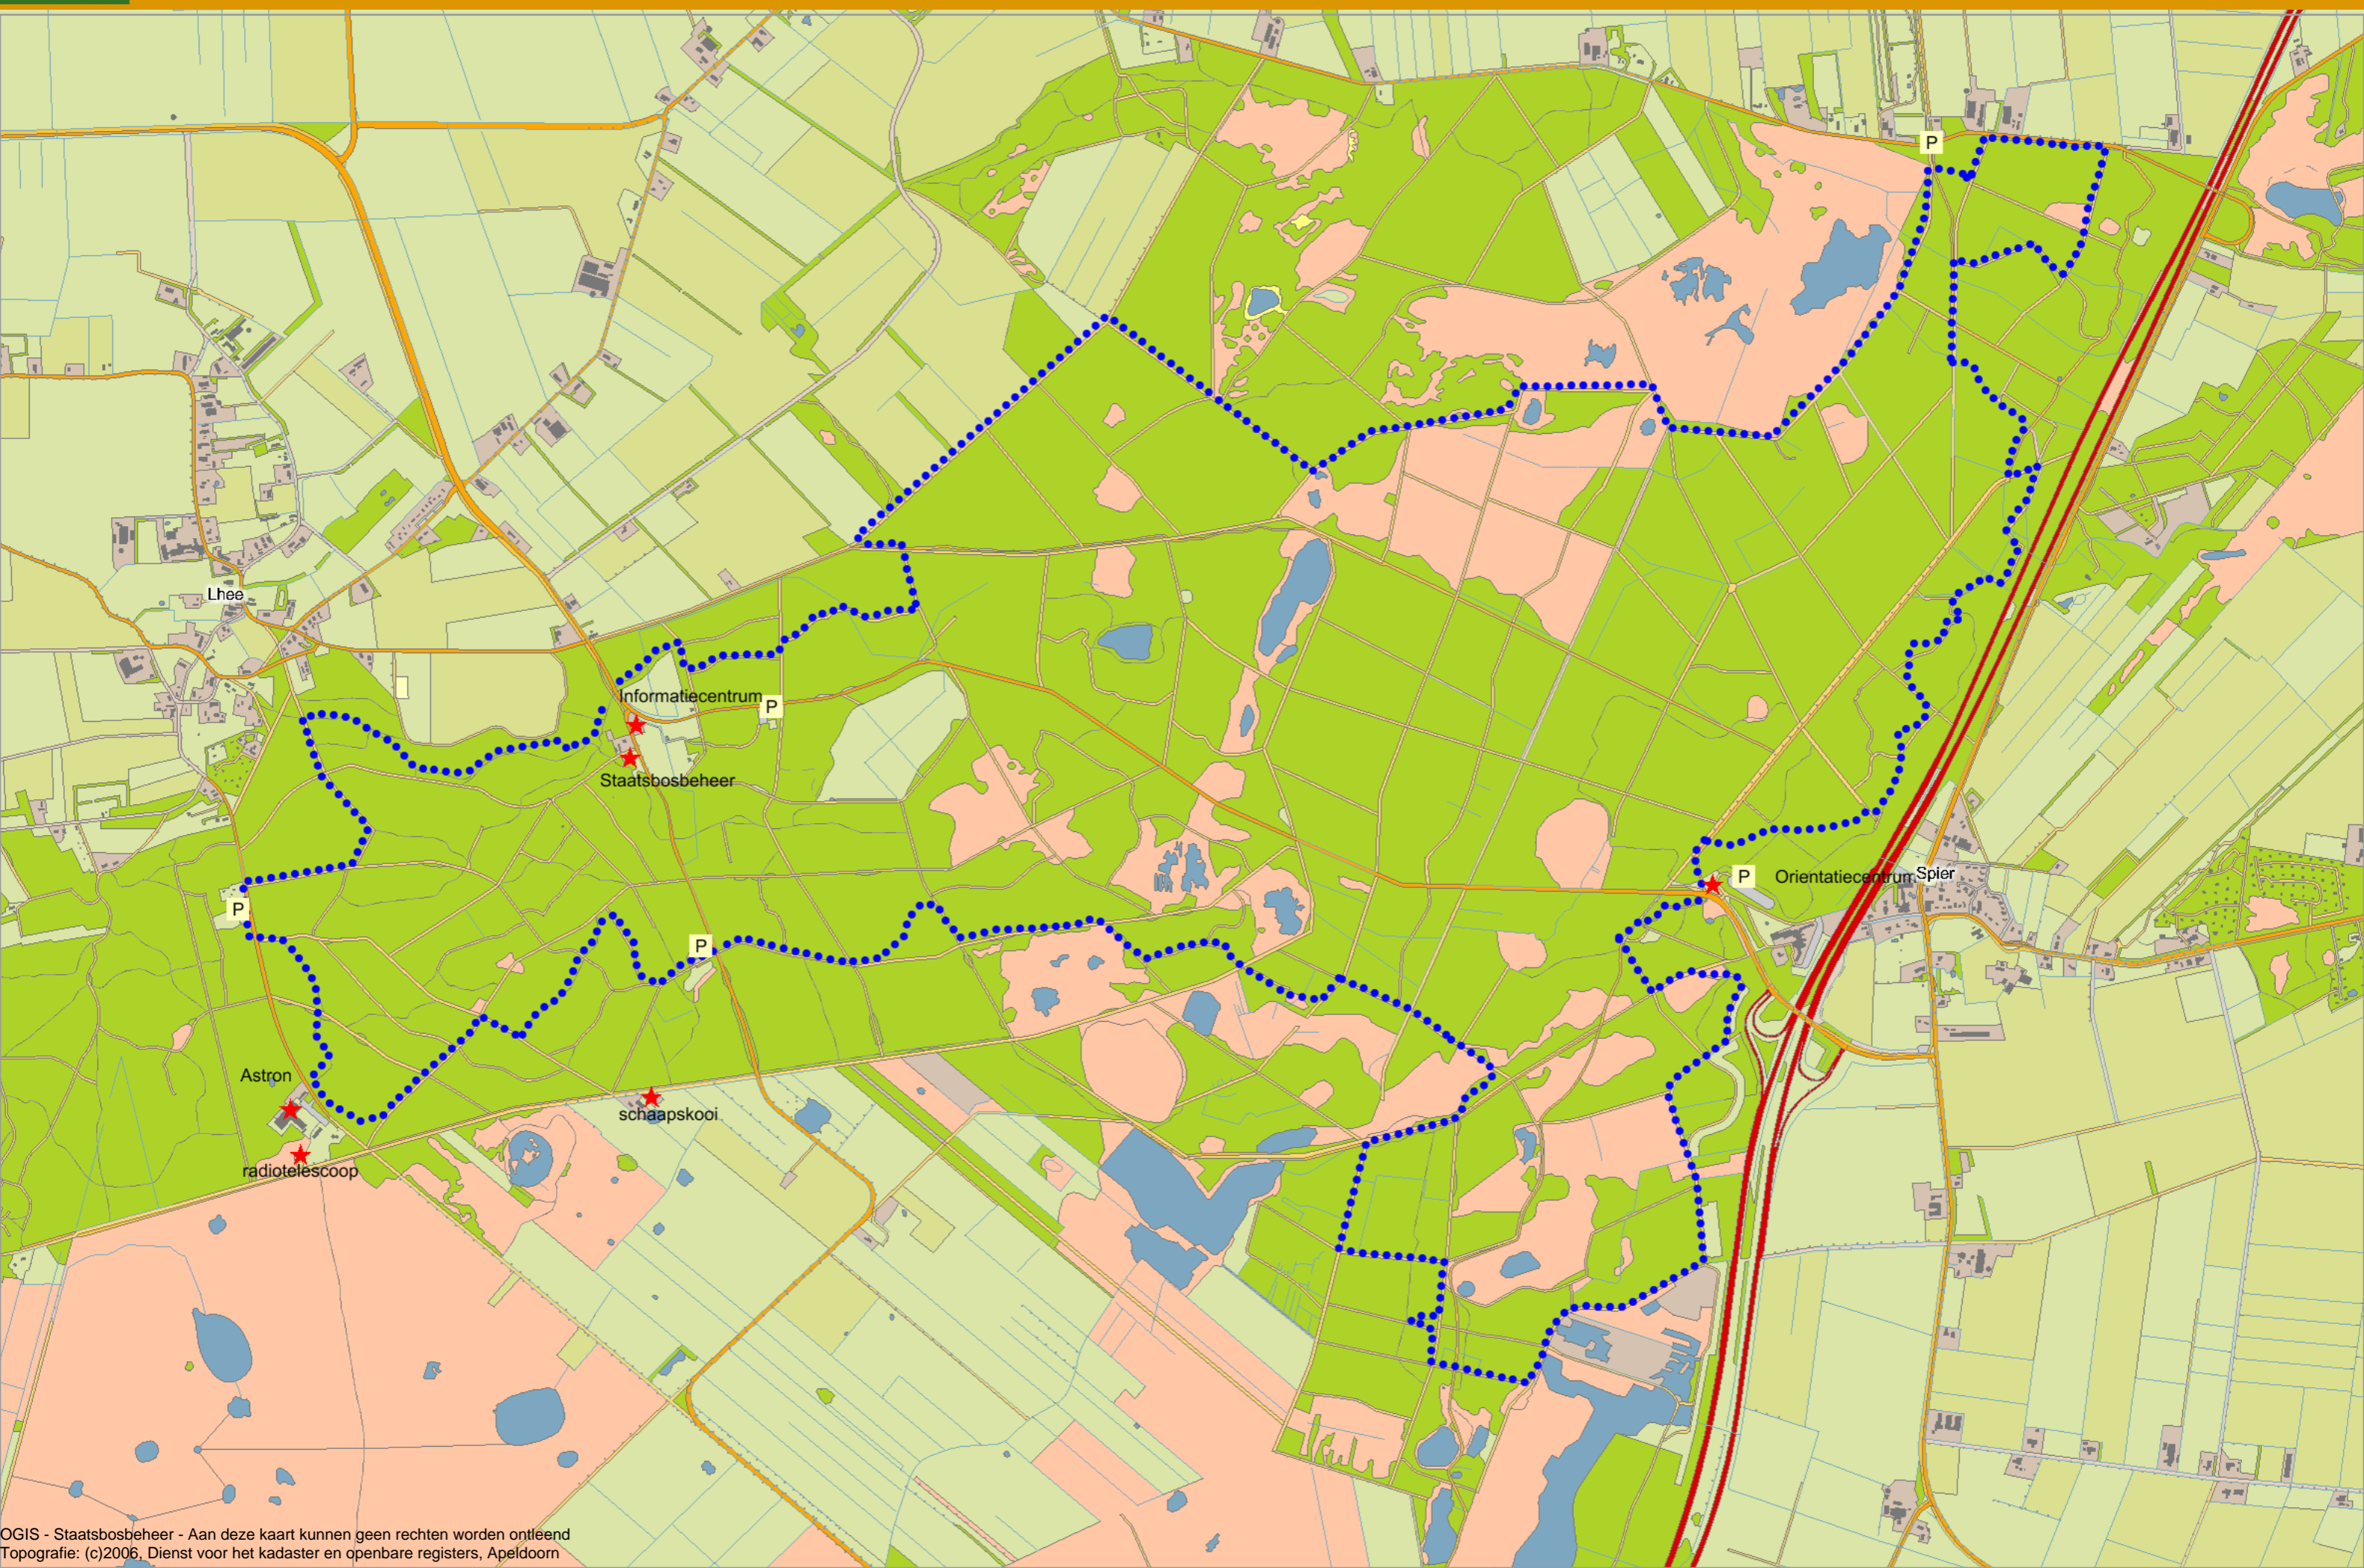 P
Lhee
Informatiecentrum
P
Staatsbosbeheer
P
Orientatiecentrum
Spier
P
P
Astron
schaapskooi
radiotelescoop
OGIS - Staatsbosbeheer - Aan deze kaart kunnen geen rechten worden ontleend
Topografie: (c)2006, Dienst voor het kadaster en openbare registers, Apeldoorn